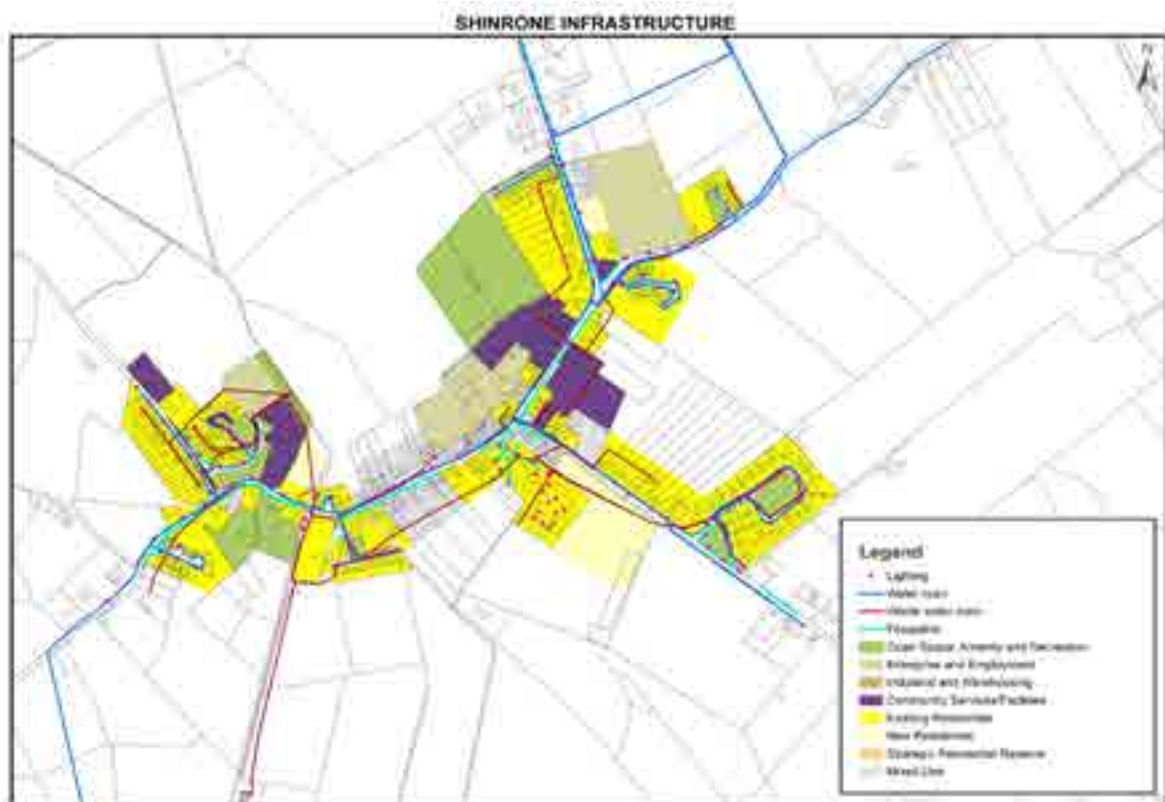 SHINRONE INFRASTRUCTURE
N
Legend
Lighting
Water main
Waste water main
Footpaths
Open Space, Amenity and Recreation
Enterprise and Employment
Industrial and Warehousing
Community Services/Facilities
Existing Residential
New Residential
Strategic Residential Reserve
Mixed Use